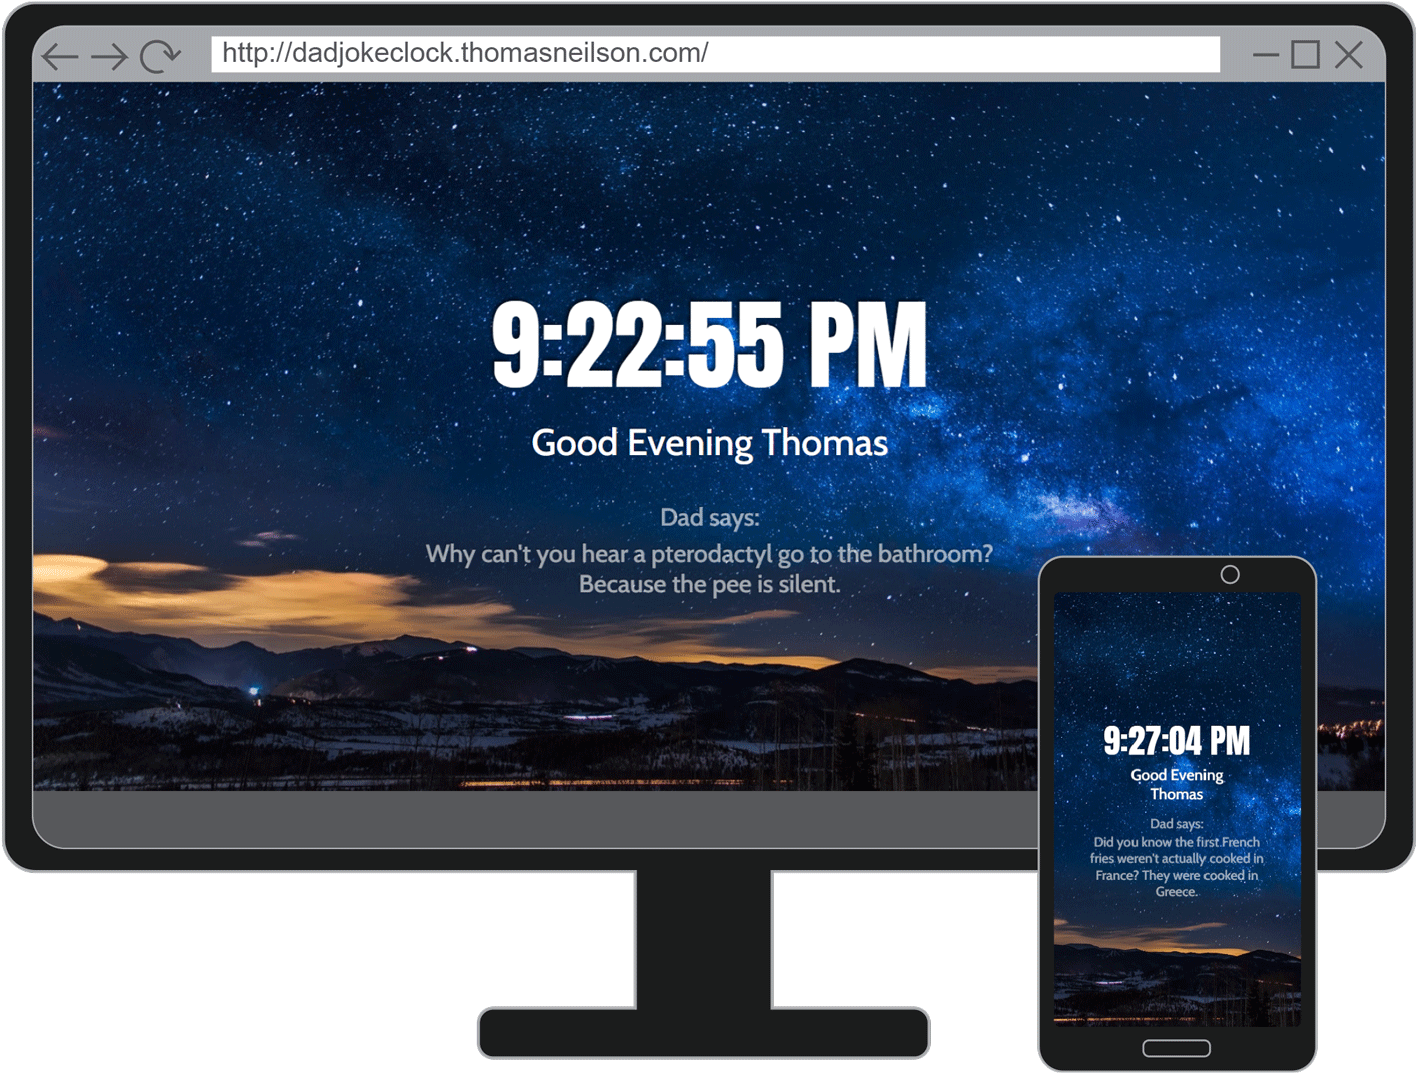 http://dadjokeclock.thomasneilson.com/
9:22:55 PM
Good Evening Thomas
Dad says:
Why can't you hear a pterodactyl go to the bathroom?
Because the pee is silent.
9:27:04 PM
Good Evening
Thomas
Dad says:
Did you know the first French
fries weren't actually cooked in
France? They were cooked in
Greece.